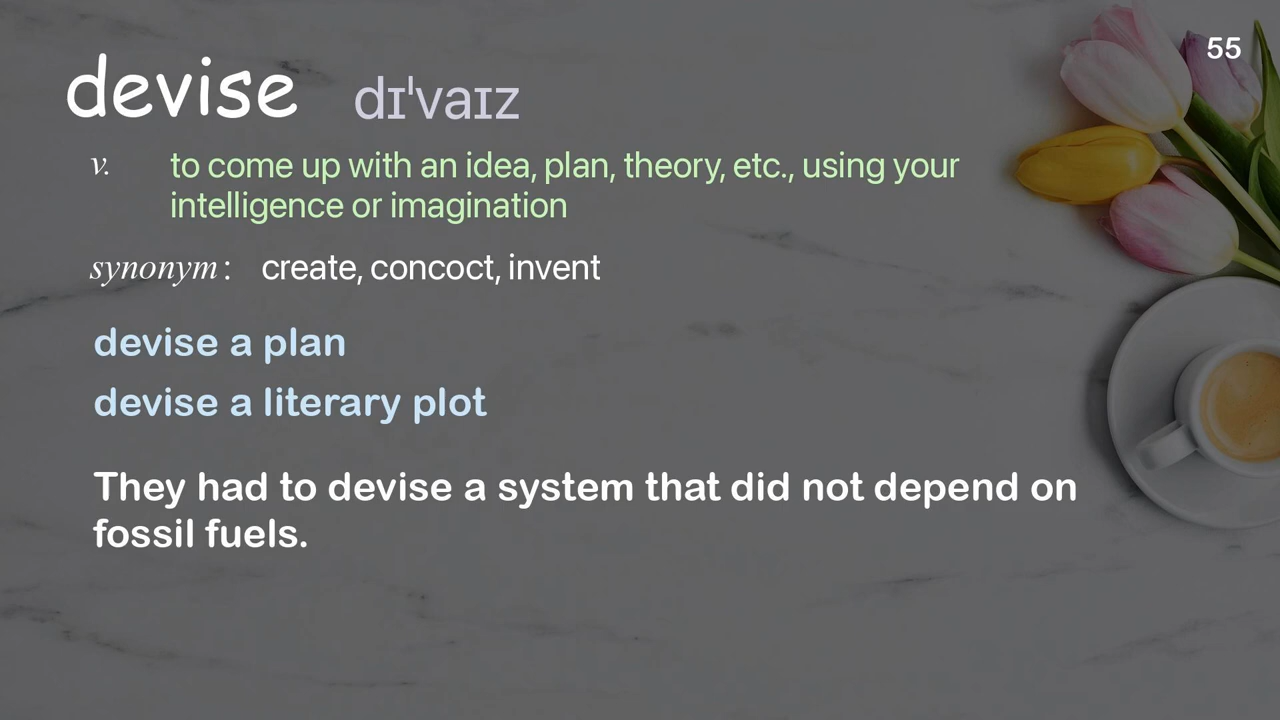 55
devise dɪˈvaɪz
v. to come up with an idea, plan, theory, etc., using your
intelligence or imagination
synonym : create, concoct, invent
devise a plan
devise a literary plot
They had to devise a system that did not depend on
fossil fuels.